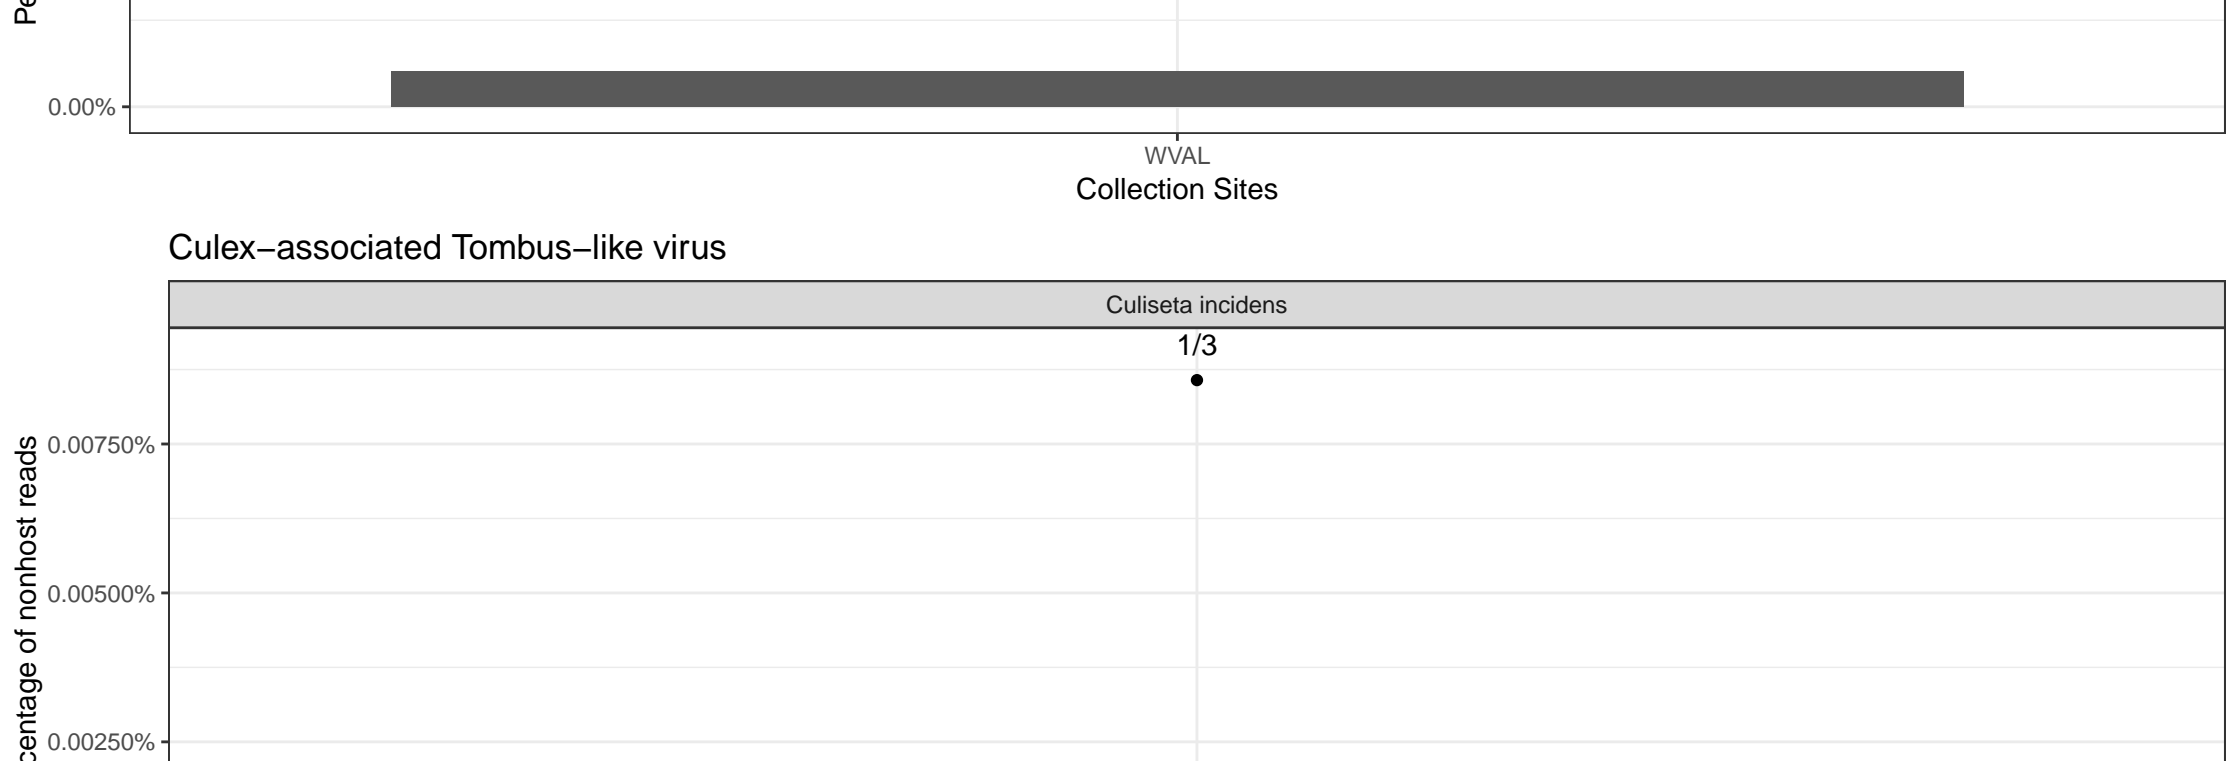 Pe
0.00%
WVAL
Collection Sites
Culex−associated Tombus−like virus
Culiseta incidens
1/3
0.00750%
0.00500%
0.00250%
centage of nonhost reads